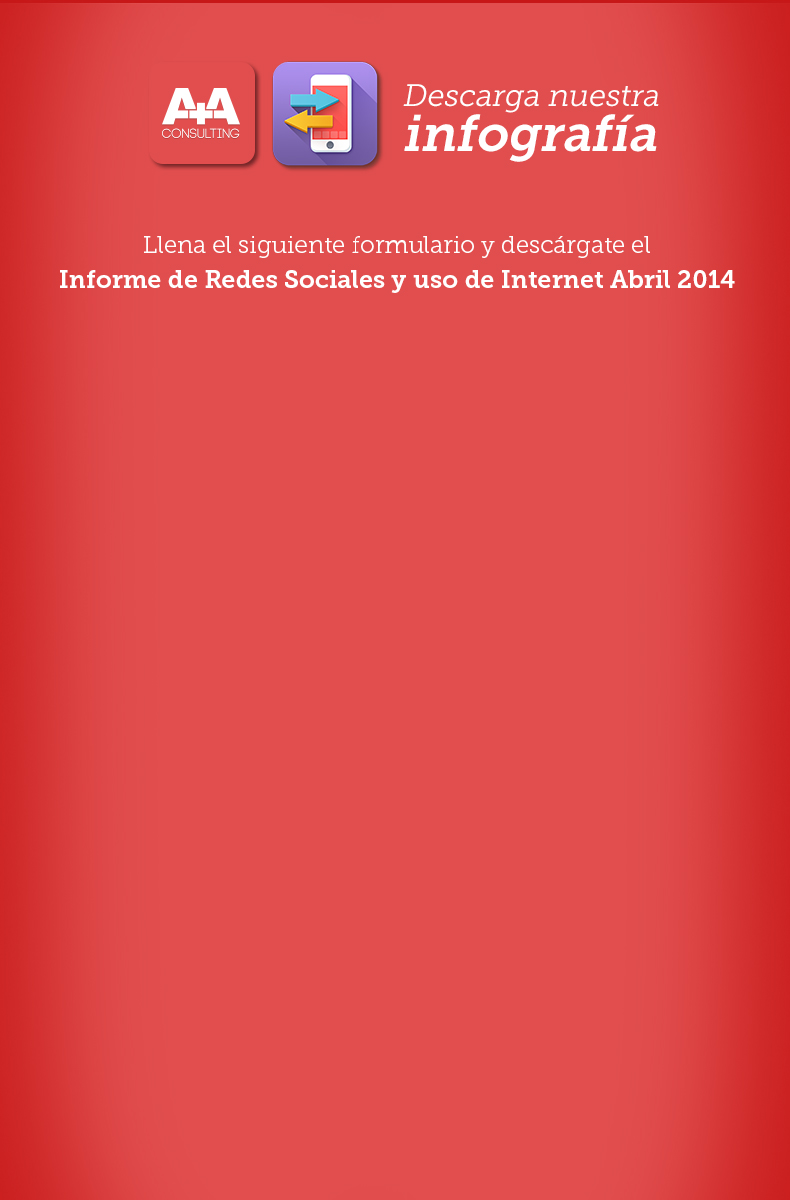 A+A
CONSULTING
Descarga nuestra
infografía
Llena el siguiente formulario y descárgate el
Informe de Redes Sociales y uso de Internet Abril 2014